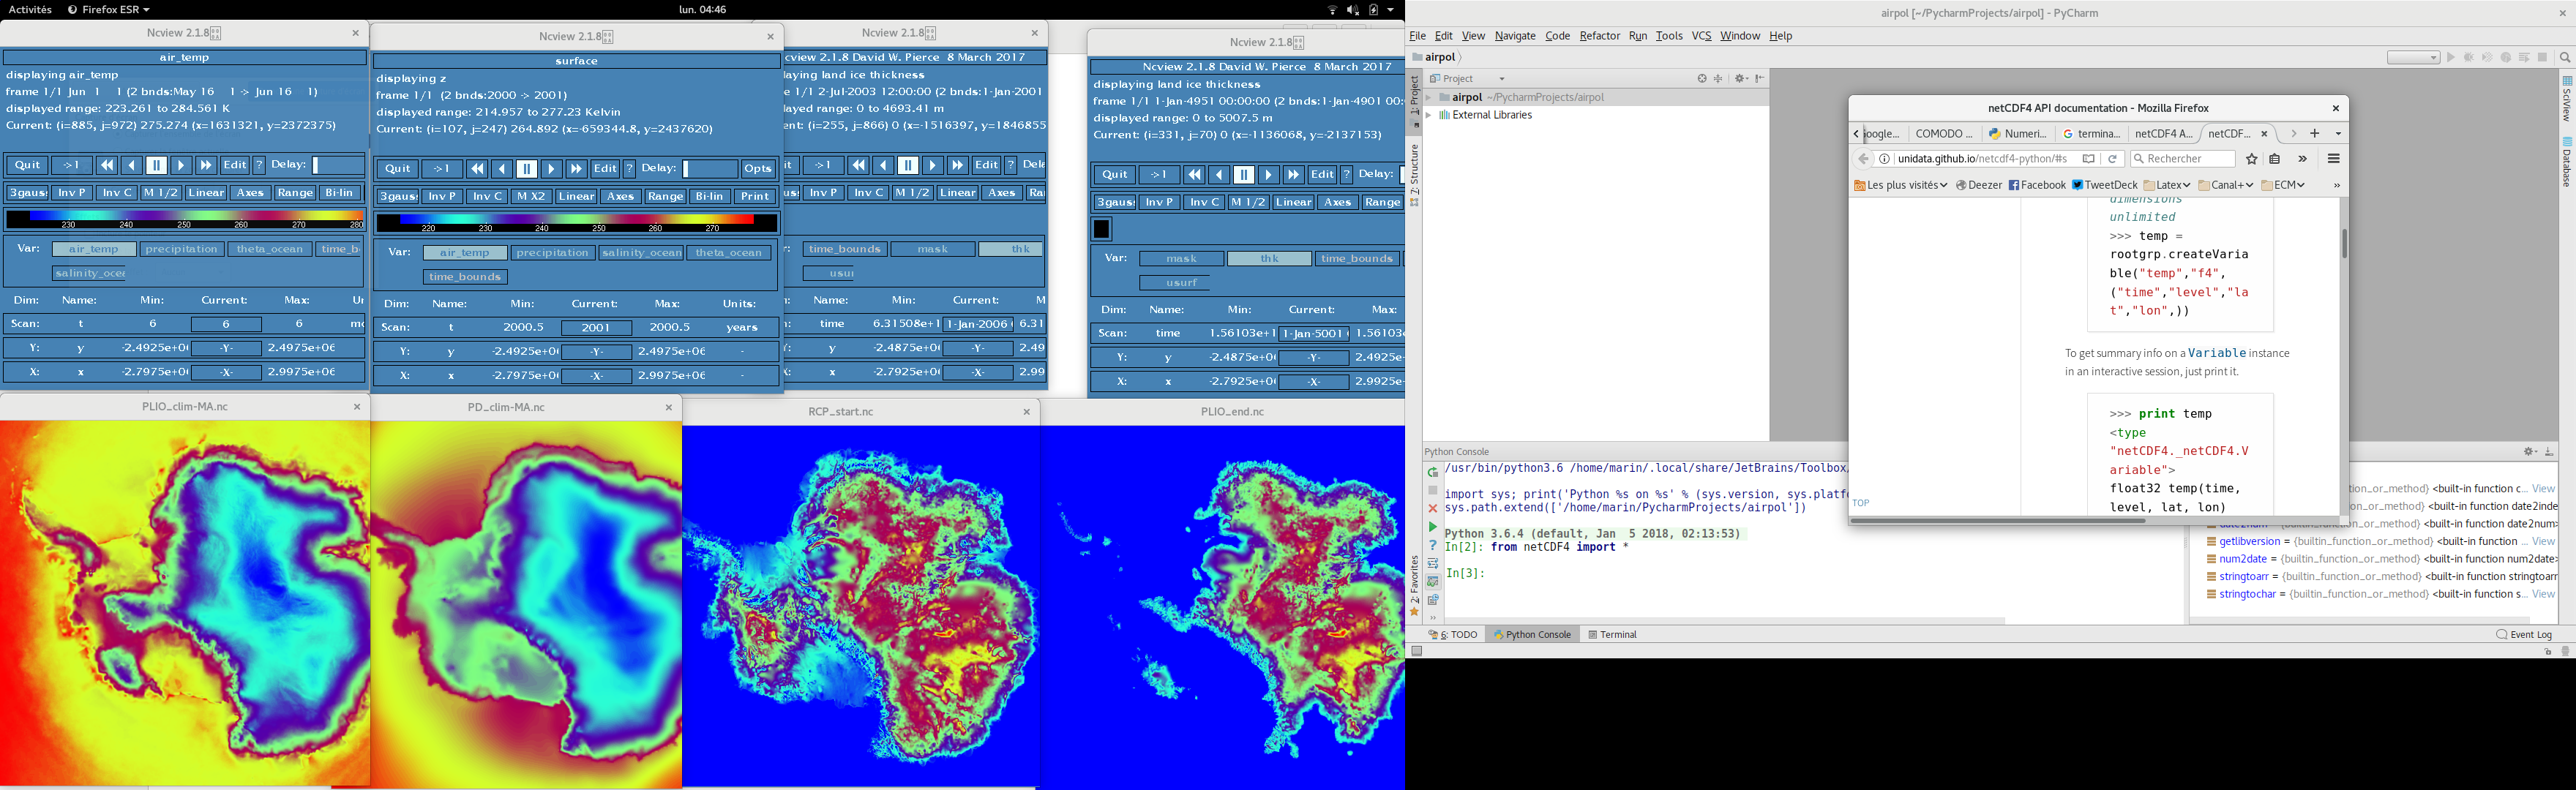 Activités Firefox ESR lun. 04:46
Ncview 2.1.8
air_temp
displaying air_temp
frame 1/1 Jun 1 1 (2 bnds:May 16 1 -> Jun 16 1)
displayed range: 223.261 to 284.561 K
Current: (i=885, j=972) 275.274 (x=1631321, y=2372375)
Quit ->1 Edit ? Delay:
3gaus Inv P Inv C M 1/2 Linear Axes Range Bi-lin
230 240 250 260 270 280
Var: air_temp precipitation theta_ocean time_b
salinity_ocea
Dim: Name: Min: Current: Max: Ur
Scan: t 6 6 6 mo
Y: y -2.4925e+06 -Y- 2.4975e+06
X: x -2.7975e+06 -X- 2.9975e+06
Ncview 2.1.8
surface
displaying z
frame 1/1 (2 bnds:2000 -> 2001)
displayed range: 214.957 to 277.23 Kelvin
Current: (i=107, j=247) 264.892 (x=-659344.8, y=2437620)
Quit ->1 Edit ? Delay: Opts
3gaus Inv P Inv C M X2 Linear Axes Range Bi-lin Print
220 230 240 250 260 270
Var: air_temp precipitation salinity_ocean theta_ocean
time_bounds
Dim: Name: Min: Current: Max: Units:
Scan: t 2000.5 2001 2000.5 years
Y: y -2.4925e+06 -Y- 2.4975e+06 -
X: x -2.7975e+06 -X- 2.9975e+06 -
Ncview 2.1.8
cview 2.1.8 David W. Pierce 8 March 2017
laying land ice thickness
e 1/1 2-Jul-2003 12:00:00 (2 bnds:1-Jan-2001
ayed range: 0 to 4693.41 m
nt: (i=255, j=866) 0 (x=-1516397, y=1846855
->1 Edit ? Dela
Inv P Inv C M 1/2 Linear Axes Ra
time_bounds mask thk
usu
Name: Min: Current: M
time 6.31508e+ 1-Jan-2006 6.31
y -2.4875e+0 -Y- 2.49
x -2.7925e+0 -X- 2.99
Ncview 2.1.8
Ncview 2.1.8 David W. Pierce 8 March 2017
displaying land ice thickness
frame 1/1 1-Jan-4951 00:00:00 (2 bnds:1-Jan-4901 00:
displayed range: 0 to 5007.5 m
Current: (i=331, j=70) 0 (x=-1136068, y=-2137153)
Quit ->1 Edit ? Delay:
3gaus Inv P Inv C M 1/2 Linear Axes Range
Var: mask thk time_bounds
usurf
Dim: Name: Min: Current: Max:
Scan: time 1.56103e+1 1-Jan-5001 1.56103
Y: y -2.4875e+0 -Y- 2.4925e+
X: x -2.7925e+0 -X- 2.9925e+
PLIO_clim-MA.nc
PD_clim-MA.nc
RCP_start.nc
PLIO_end.nc
airpol [~/PycharmProjects/airpol] - PyCharm
File Edit View Navigate Code Refactor Run Tools VCS Window Help
airpol
1: Project
7: Structure
2: Favorites
Project
airpol ~/PycharmProjects/airpol
External Libraries
SciView
Database
netCDF4 API documentation - Mozilla Firefox
oogle... COMODO ... Numeri... termina... netCDF4 A... netCDF...
unidata.github.io/netcdf4-python/#s Rechercher
Les plus visités Deezer Facebook TweetDeck Latex Canal+ ECM
dimensions
unlimited
>>> temp =
rootgrp.createVaria
ble("temp","f4",
("time","level","la
t","lon",))
To get summary info on a Variable instance
in an interactive session, just print it.
>>> print temp
<type
"netCDF4._netCDF4.V
ariable">
float32 temp(time,
level, lat, lon)
TOP
Python Console
/usr/bin/python3.6 /home/marin/.local/share/JetBrains/Toolbox/
import sys; print('Python %s on %s' % (sys.version, sys.platfo
sys.path.extend(['/home/marin/PycharmProjects/airpol'])
Python 3.6.4 (default, Jan 5 2018, 02:13:53)
In[2]: from netCDF4 import *
In[3]:
tion_or_method} <built-in function c... View
tion_or_method} <built-in function date2inde
date2num = {builtin_function_or_method} <built-in function date2num>
getlibversion = {builtin_function_or_method} <built-in function ... View
num2date = {builtin_function_or_method} <built-in function num2date>
stringtoarr = {builtin_function_or_method} <built-in function stringtoarr
stringtochar = {builtin_function_or_method} <built-in function s... View
6: TODO Python Console Terminal Event Log